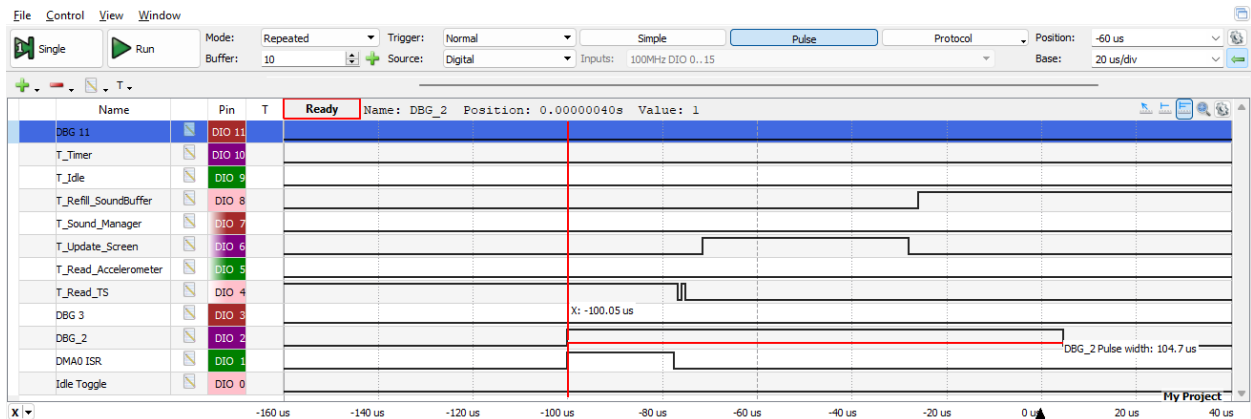 File Control View Window
Single Run Mode: Repeated Trigger: Normal Simple Pulse Protocol Position: -60 us
Buffer: 10 Source: Digital Inputs: 100MHz DIO 0..15 Base: 20 us/div
T
Name Pin T Ready Name: DBG_2 Position: 0.00000040s Value: 1
DBG 11 DIO 11
T_Timer DIO 10
T_Idle DIO 9
T_Refill_SoundBuffer DIO 8
T_Sound_Manager DIO 7
T_Update_Screen DIO 6
T_Read_Accelerometer DIO 5
T_Read_TS DIO 4
X: -100.05 us
DBG 3 DIO 3
DBG_2 DIO 2
DBG_2 Pulse width: 104.7 us
DMA0 ISR DIO 1
Idle Toggle DIO 0
My Project
X -160 us -140 us -120 us -100 us -80 us -60 us -40 us -20 us 0 us 20 us 40 us